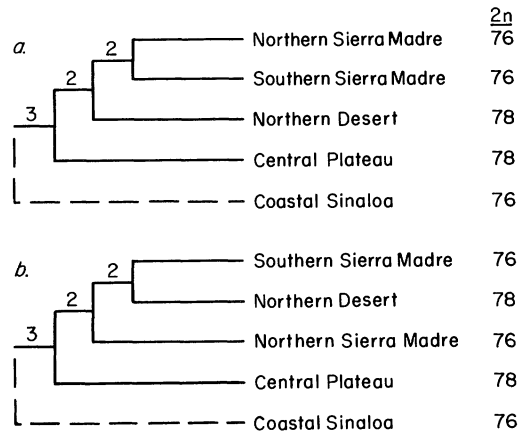 2n
a. 2 Northern Sierra Madre 76
2 Southern Sierra Madre 76
3 Northern Desert 78
Central Plateau 78
Coastal Sinaloa 76
b. 2 Southern Sierra Madre 76
2 Northern Desert 78
3 Northern Sierra Madre 76
Central Plateau 78
Coastal Sinaloa 76